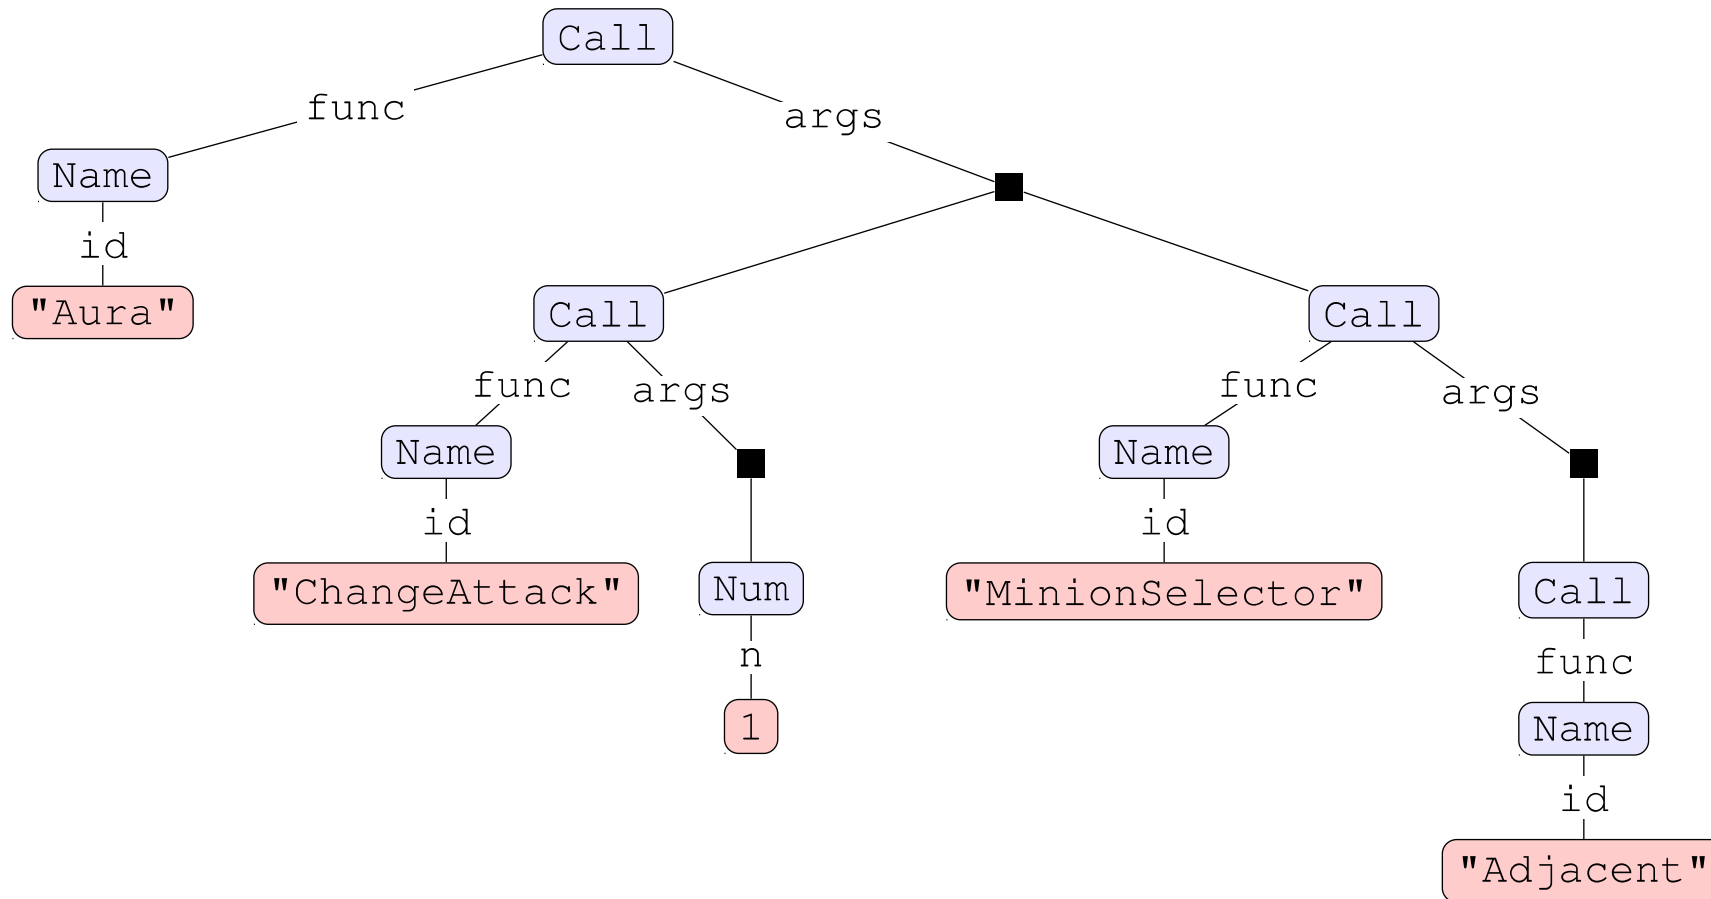 Call
func
args
Name
id
"Aura"
Call
Call
func
args
func
args
Name
Name
id
id
"ChangeAttack"
Num
"MinionSelector"
Call
n
func
1
Name
id
"Adjacent"